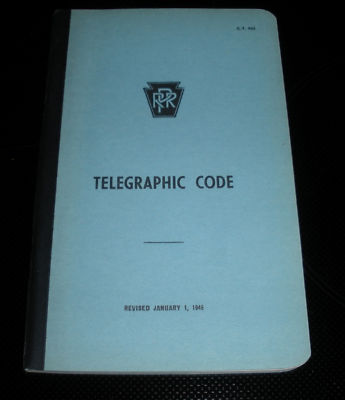 PRR
TELEGRAPHIC CODE
REVISED JANUARY 1,